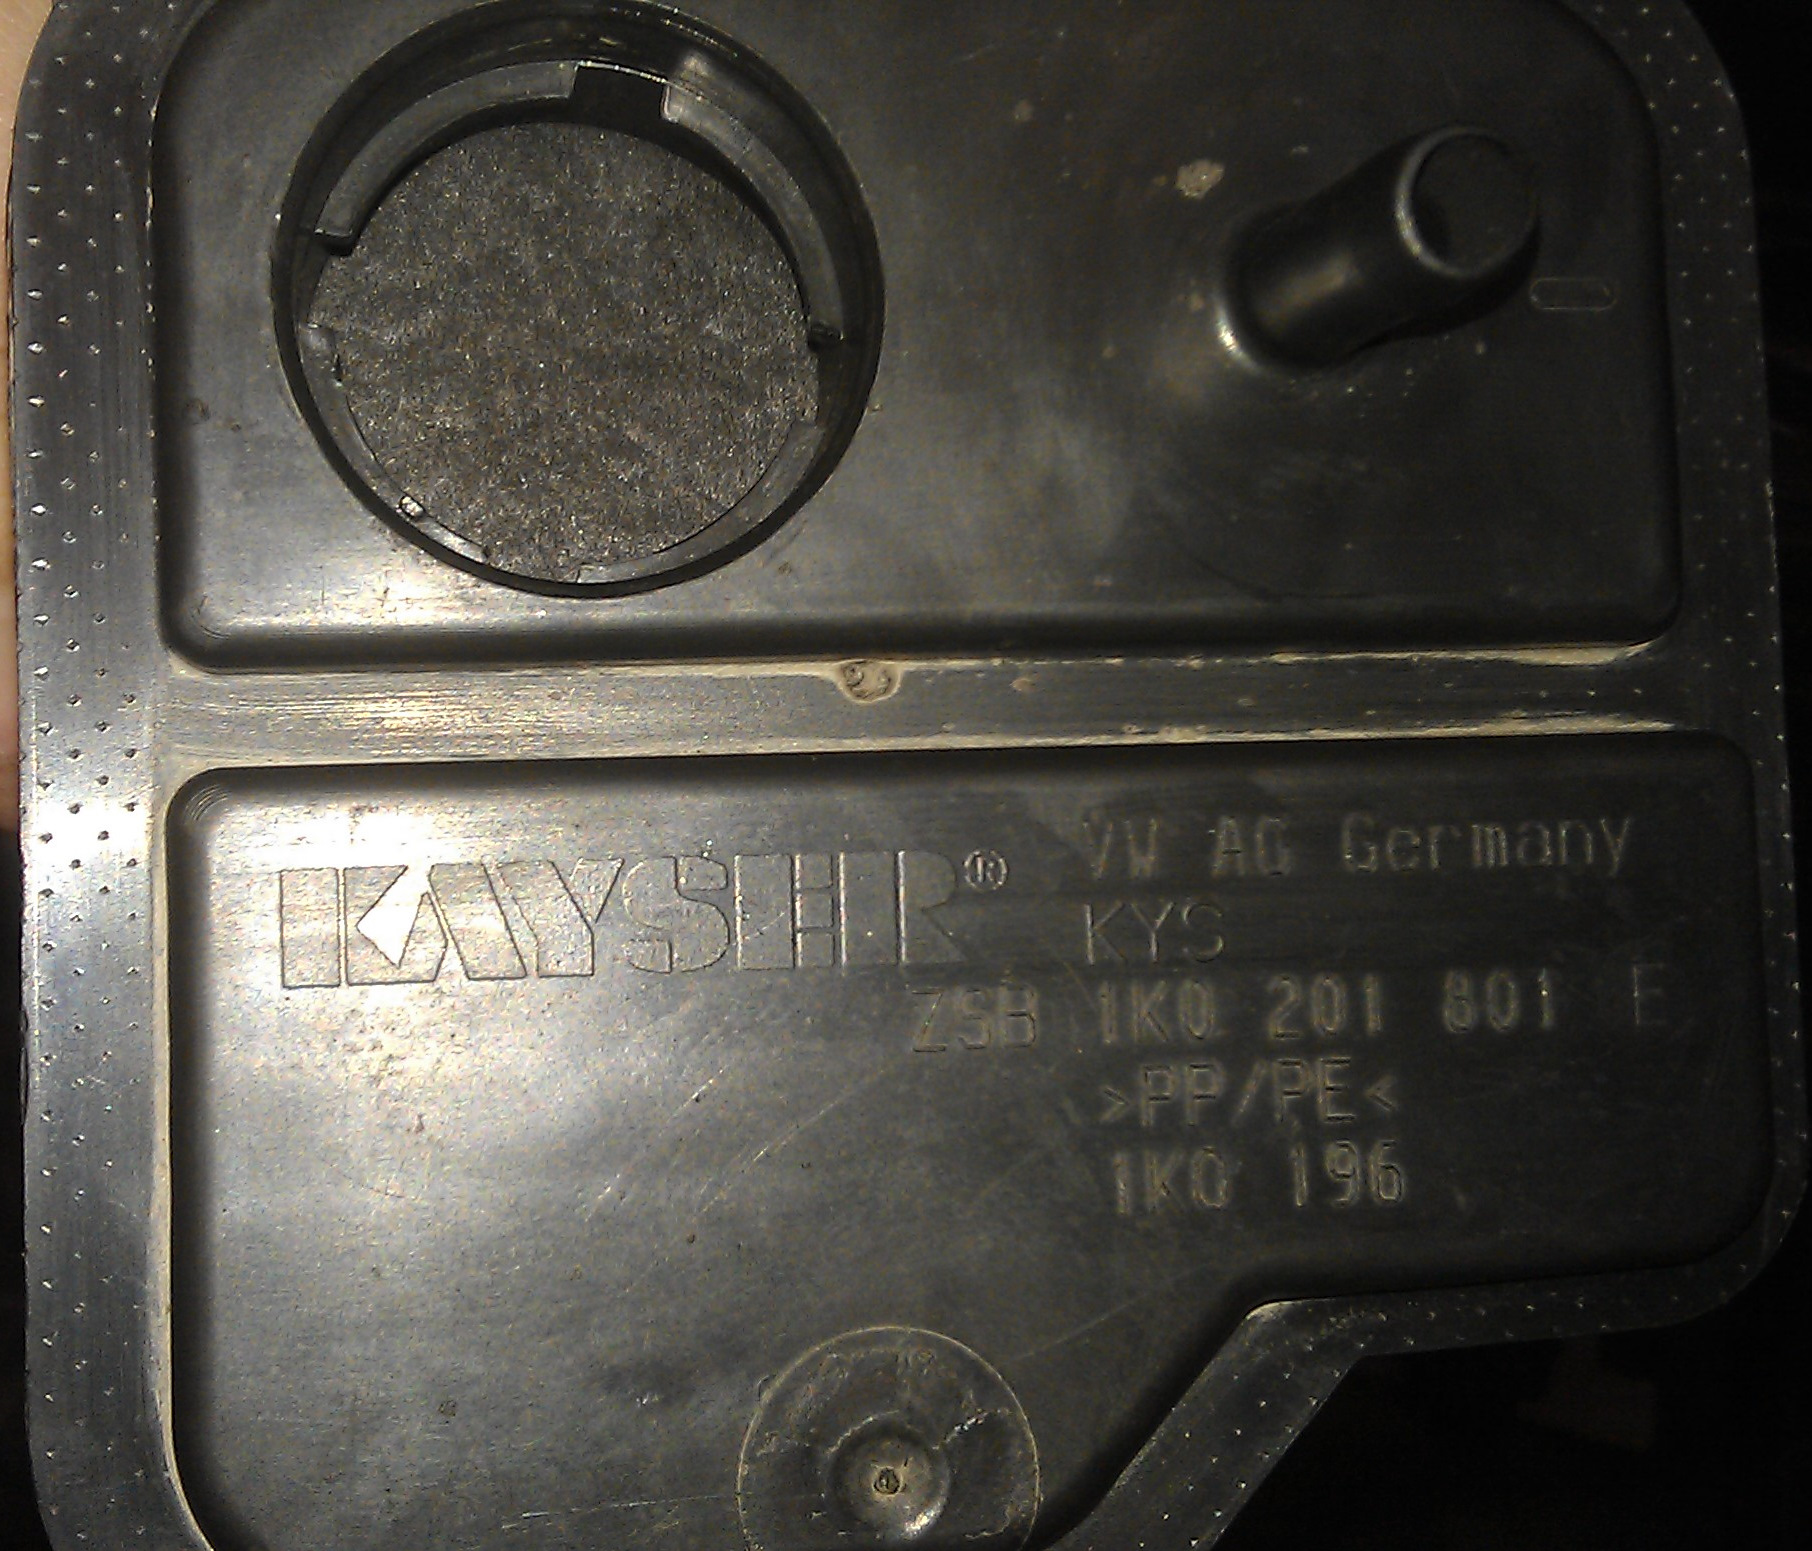 KAYSER® VW AG Germany
KYS
ZSB 1K0 201 801 E
>PP/PE<
1K0 196